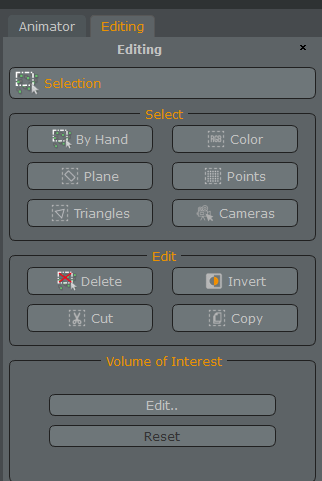 Animator Editing
Editing ×
Selection
Select
By Hand RGB Color
Plane Points
Triangles Cameras
Edit
Delete Invert
Cut Copy
Volume of Interest
Edit..
Reset